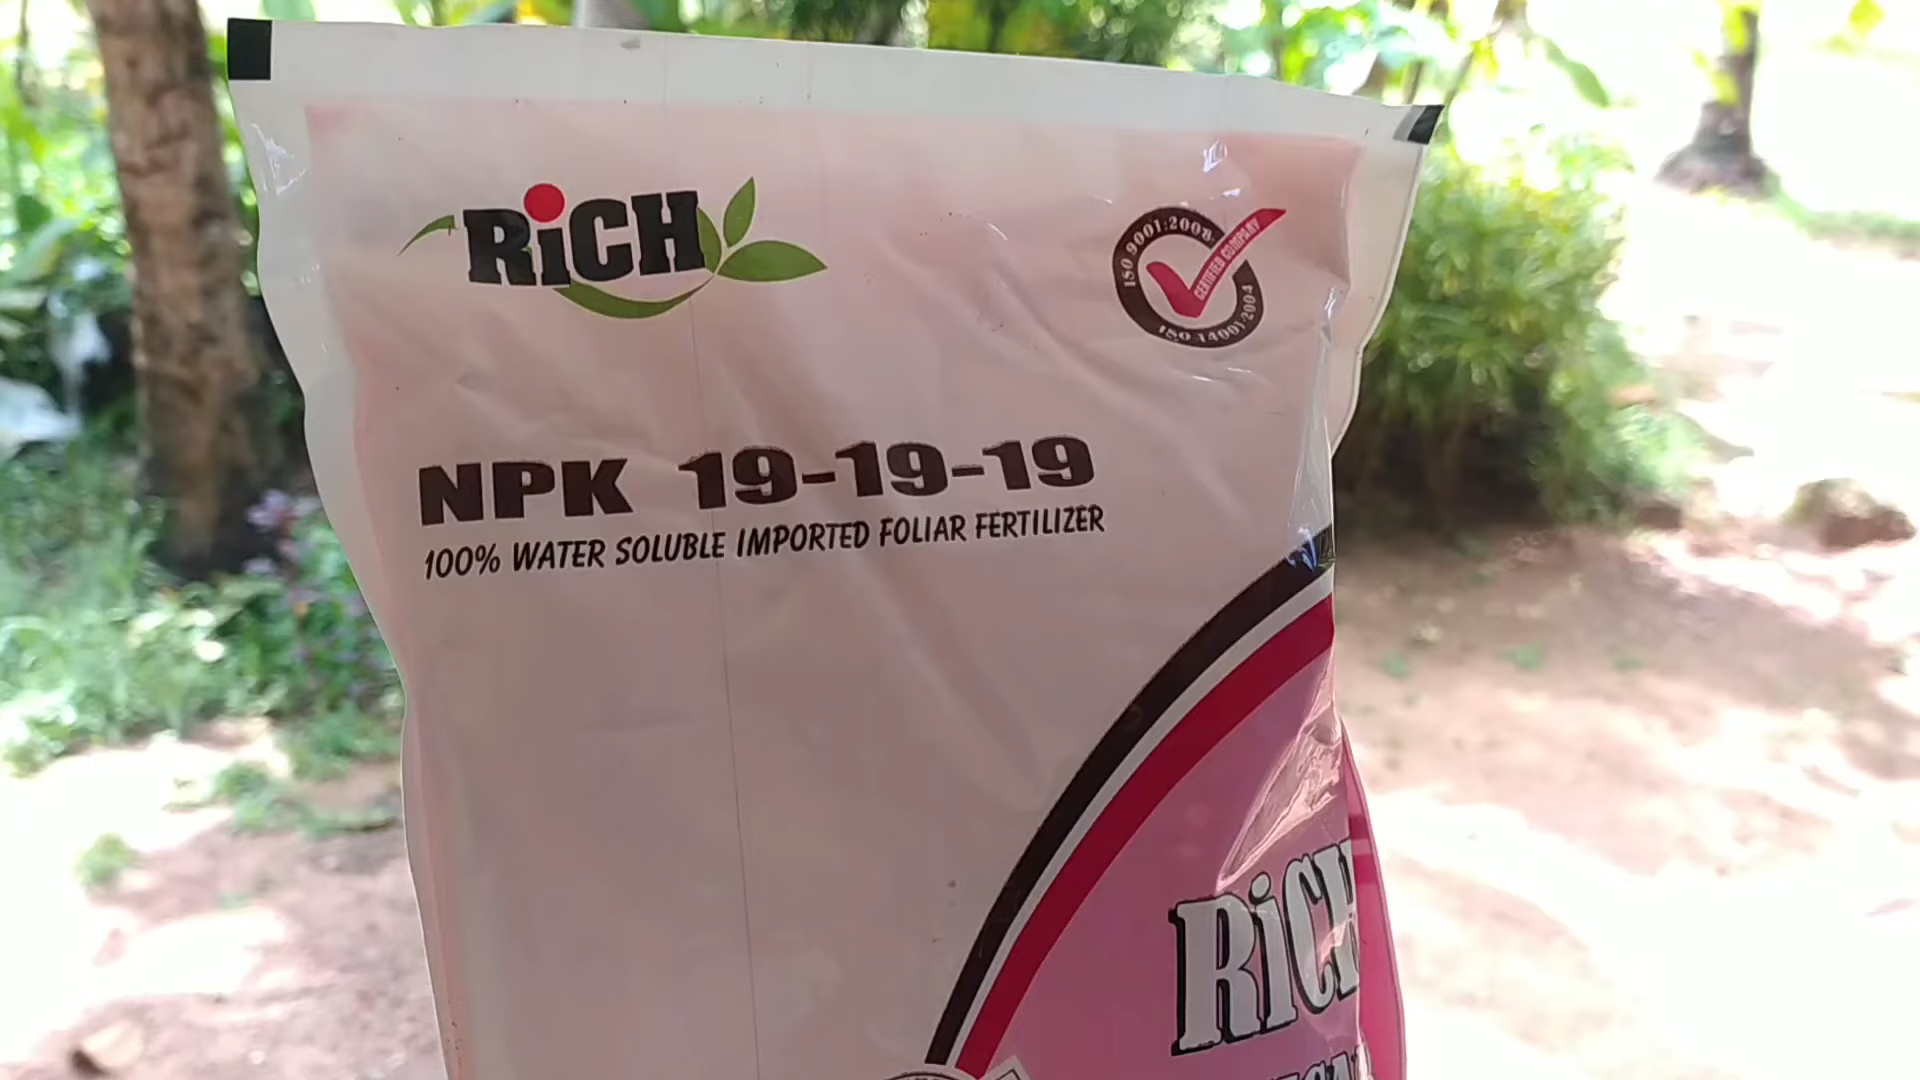 RiCH
ISO 9001:2008
CERTIFIED COMPANY
ISO 14001:2004
NPK 19-19-19
100% WATER SOLUBLE IMPORTED FOLIAR FERTILIZER
RiCH